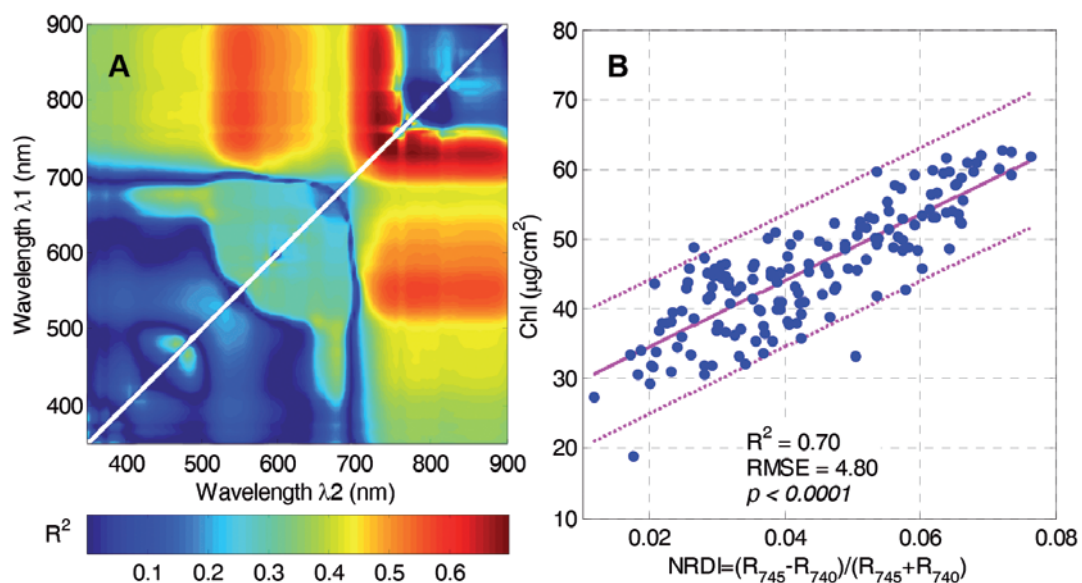 A
Wavelength λ1 (nm)
900
800
700
600
500
400
400 500 600 700 800 900
Wavelength λ2 (nm)
R²
0.1 0.2 0.3 0.4 0.5 0.6
B
Chl (μg/cm²)
80
70
60
50
40
30
20
10
R² = 0.70
RMSE = 4.80
p < 0.0001
0.02 0.04 0.06 0.08
NRDI=(R₇₄₅-R₇₄₀)/(R₇₄₅+R₇₄₀)